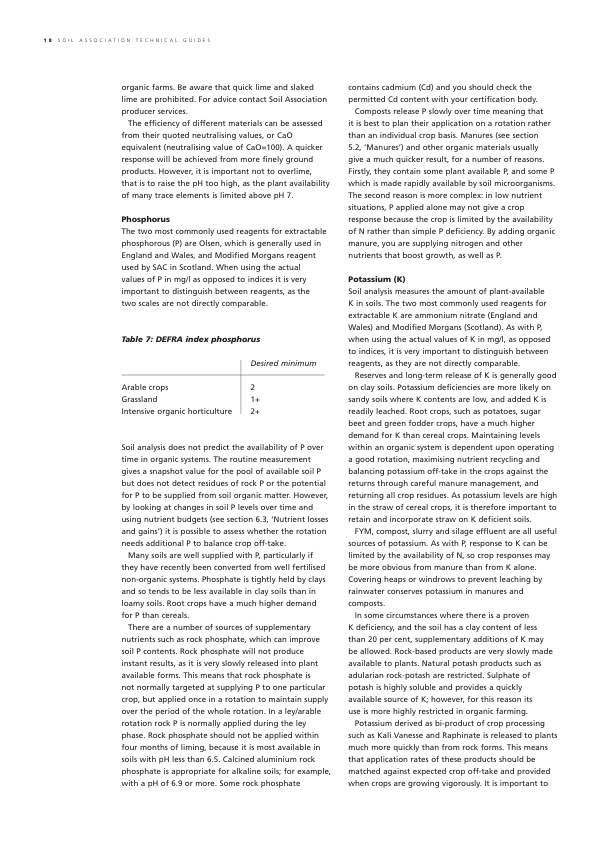 18 SOIL ASSOCIATION TECHNICAL GUIDES
organic farms. Be aware that quick lime and slaked
lime are prohibited. For advice contact Soil Association
producer services.
The efficiency of different materials can be assessed
from their quoted neutralising values, or CaO
equivalent (neutralising value of CaO=100). A quicker
response will be achieved from more finely ground
products. However, it is important not to overlime,
that is to raise the pH too high, as the plant availability
of many trace elements is limited above pH 7.
Phosphorus
The two most commonly used reagents for extractable
phosphorous (P) are Olsen, which is generally used in
England and Wales, and Modified Morgans reagent
used by SAC in Scotland. When using the actual
values of P in mg/l as opposed to indices it is very
important to distinguish between reagents, as the
two scales are not directly comparable.
Table 7: DEFRA index phosphorus
Desired minimum
Arable crops 2
Grassland 1+
Intensive organic horticulture 2+
Soil analysis does not predict the availability of P over
time in organic systems. The routine measurement
gives a snapshot value for the pool of available soil P
but does not detect residues of rock P or the potential
for P to be supplied from soil organic matter. However,
by looking at changes in soil P levels over time and
using nutrient budgets (see section 6.3, ‘Nutrient losses
and gains’) it is possible to assess whether the rotation
needs additional P to balance crop off-take.
Many soils are well supplied with P, particularly if
they have recently been converted from well fertilised
non-organic systems. Phosphate is tightly held by clays
and so tends to be less available in clay soils than in
loamy soils. Root crops have a much higher demand
for P than cereals.
There are a number of sources of supplementary
nutrients such as rock phosphate, which can improve
soil P contents. Rock phosphate will not produce
instant results, as it is very slowly released into plant
available forms. This means that rock phosphate is
not normally targeted at supplying P to one particular
crop, but applied once in a rotation to maintain supply
over the period of the whole rotation. In a ley/arable
rotation rock P is normally applied during the ley
phase. Rock phosphate should not be applied within
four months of liming, because it is most available in
soils with pH less than 6.5. Calcined aluminium rock
phosphate is appropriate for alkaline soils; for example,
with a pH of 6.9 or more. Some rock phosphate
contains cadmium (Cd) and you should check the
permitted Cd content with your certification body.
Composts release P slowly over time meaning that
it is best to plan their application on a rotation rather
than an individual crop basis. Manures (see section
5.2, ‘Manures’) and other organic materials usually
give a much quicker result, for a number of reasons.
Firstly, they contain some plant available P, and some P
which is made rapidly available by soil microorganisms.
The second reason is more complex: in low nutrient
situations, P applied alone may not give a crop
response because the crop is limited by the availability
of N rather than simple P deficiency. By adding organic
manure, you are supplying nitrogen and other
nutrients that boost growth, as well as P.
Potassium (K)
Soil analysis measures the amount of plant-available
K in soils. The two most commonly used reagents for
extractable K are ammonium nitrate (England and
Wales) and Modified Morgans (Scotland). As with P,
when using the actual values of K in mg/l, as opposed
to indices, it is very important to distinguish between
reagents, as they are not directly comparable.
Reserves and long-term release of K is generally good
on clay soils. Potassium deficiencies are more likely on
sandy soils where K contents are low, and added K is
readily leached. Root crops, such as potatoes, sugar
beet and green fodder crops, have a much higher
demand for K than cereal crops. Maintaining levels
within an organic system is dependent upon operating
a good rotation, maximising nutrient recycling and
balancing potassium off-take in the crops against the
returns through careful manure management, and
returning all crop residues. As potassium levels are high
in the straw of cereal crops, it is therefore important to
retain and incorporate straw on K deficient soils.
FYM, compost, slurry and silage effluent are all useful
sources of potassium. As with P, response to K can be
limited by the availability of N, so crop responses may
be more obvious from manure than from K alone.
Covering heaps or windrows to prevent leaching by
rainwater conserves potassium in manures and
composts.
In some circumstances where there is a proven
K deficiency, and the soil has a clay content of less
than 20 per cent, supplementary additions of K may
be allowed. Rock-based products are very slowly made
available to plants. Natural potash products such as
adularian rock-potash are restricted. Sulphate of
potash is highly soluble and provides a quickly
available source of K; however, for this reason its
use is more highly restricted in organic farming.
Potassium derived as bi-product of crop processing
such as Kali Vanesse and Raphinate is released to plants
much more quickly than from rock forms. This means
that application rates of these products should be
matched against expected crop off-take and provided
when crops are growing vigorously. It is important to